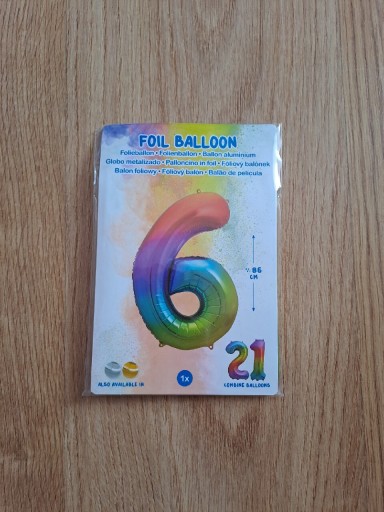 FOIL BALLOON
Folieballon • Folienballon • Ballon aluminium
Globo metalizado • Palloncino in foil • Fóliový balónek
Balon foliowy • Fóliový balón • Balão de película
6
86
CM
21
ALSO AVAILABLE IN
1x
COMBINE BALLOONS